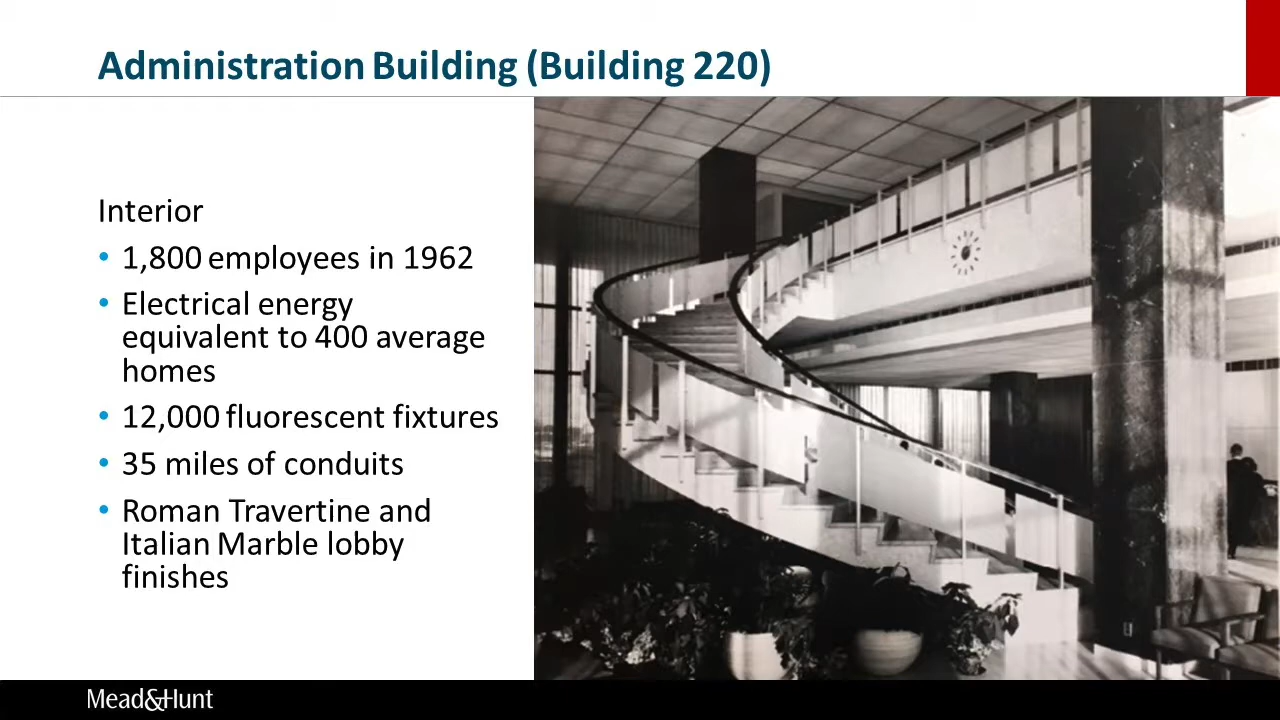 Administration Building (Building 220)
Interior
• 1,800 employees in 1962
• Electrical energy
equivalent to 400 average
homes
• 12,000 fluorescent fixtures
• 35 miles of conduits
• Roman Travertine and
Italian Marble lobby
finishes
Mead&Hunt